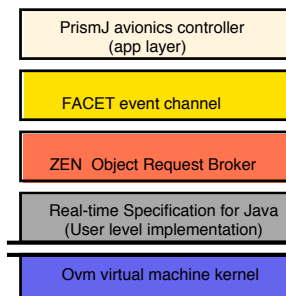 PrismJ avionics controller
(app layer)
FACET event channel
ZEN Object Request Broker
Real-time Specification for Java
(User level implementation)
Ovm virtual machine kernel